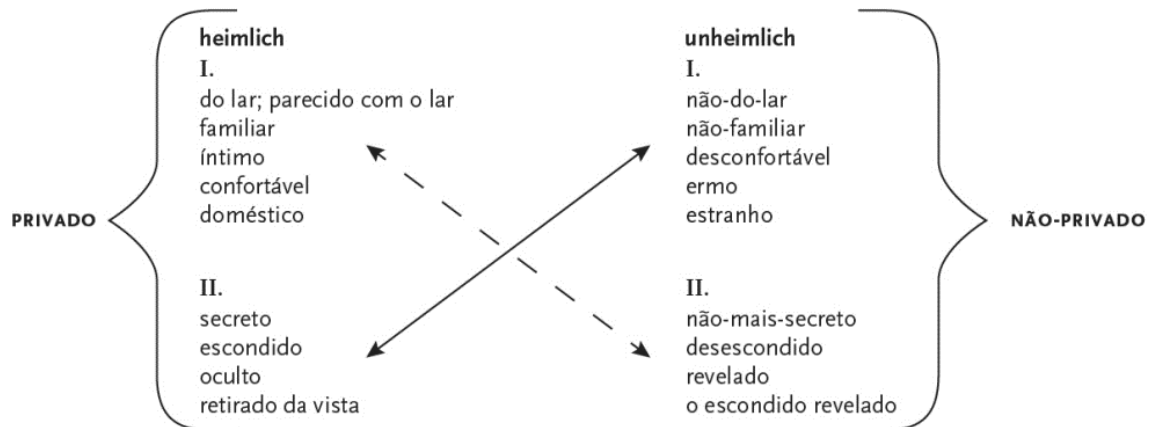 PRIVADO
heimlich
I.
do lar; parecido com o lar
familiar
íntimo
confortável
doméstico
II.
secreto
escondido
oculto
retirado da vista
unheimlich
I.
não-do-lar
não-familiar
desconfortável
ermo
estranho
II.
não-mais-secreto
desescondido
revelado
o escondido revelado
NÃO-PRIVADO